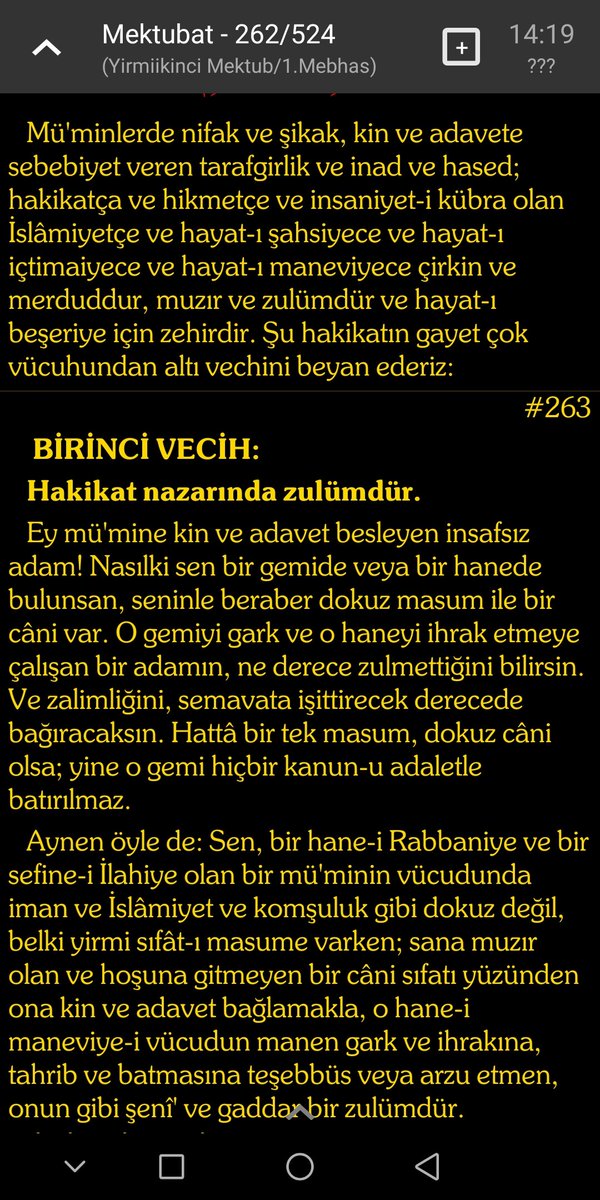 Mektubat - 262/524
(Yirmiikinci Mektub/1.Mebhas)
14:19
???
Mü'minlerde nifak ve şikak, kin ve adavete
sebebiyet veren tarafgirlik ve inad ve hased;
hakikatça ve hikmetçe ve insaniyet-i kübra olan
İslâmiyetçe ve hayat-ı şahsiyece ve hayat-ı
içtimaiyece ve hayat-ı maneviyece çirkin ve
merduddur, muzır ve zulümdür ve hayat-ı
beşeriye için zehirdir. Şu hakikatın gayet çok
vücuhundan altı vechini beyan ederiz:
#263
BİRİNCİ VECİH:
Hakikat nazarında zulümdür.
Ey mü'mine kin ve adavet besleyen insafsız
adam! Nasılki sen bir gemide veya bir hanede
bulunsan, seninle beraber dokuz masum ile bir
câni var. O gemiyi gark ve o haneyi ihrak etmeye
çalışan bir adamın, ne derece zulmettiğini bilirsin.
Ve zalimliğini, semavata işittirecek derecede
bağıracaksın. Hattâ bir tek masum, dokuz câni
olsa; yine o gemi hiçbir kanun-u adaletle
batırılmaz.
Aynen öyle de: Sen, bir hane-i Rabbaniye ve bir
sefine-i İlahiye olan bir mü'minin vücudunda
iman ve İslâmiyet ve komşuluk gibi dokuz değil,
belki yirmi sıfât-ı masume varken; sana muzır
olan ve hoşuna gitmeyen bir câni sıfatı yüzünden
ona kin ve adavet bağlamakla, o hane-i
maneviye-i vücudun manen gark ve ihrakına,
tahrib ve batmasına teşebbüs veya arzu etmen,
onun gibi şenî' ve gaddar bir zulümdür.